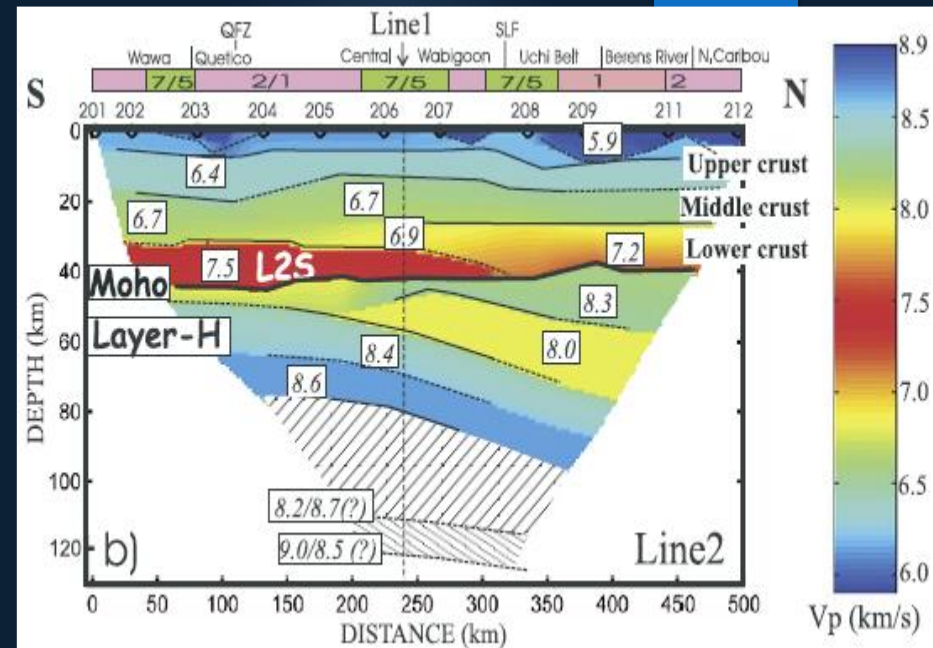 QFZ Line1 SLF
Wawa Quetico Central Wabigoon Uchi Belt Berens River N.Caribou
7/5 2/1 7/5 7/5 1 2
S N
201 202 203 204 205 206 207 208 209 211 212
0 5.9
Upper crust
6.4
20 6.7 6.7 Middle crust
6.9
7.5 L2S 7.2 Lower crust
40
Moho 8.3
Layer-H
60 8.4 8.0
8.6
80
100
8.2/8.7(?)
120 9.0/8.5 (?)
b) Line2
0 50 100 150 200 250 300 350 400 450 500
DISTANCE (km)
DEPTH (km)
8.9
8.5
8.0
7.5
7.0
6.5
6.0
Vp (km/s)